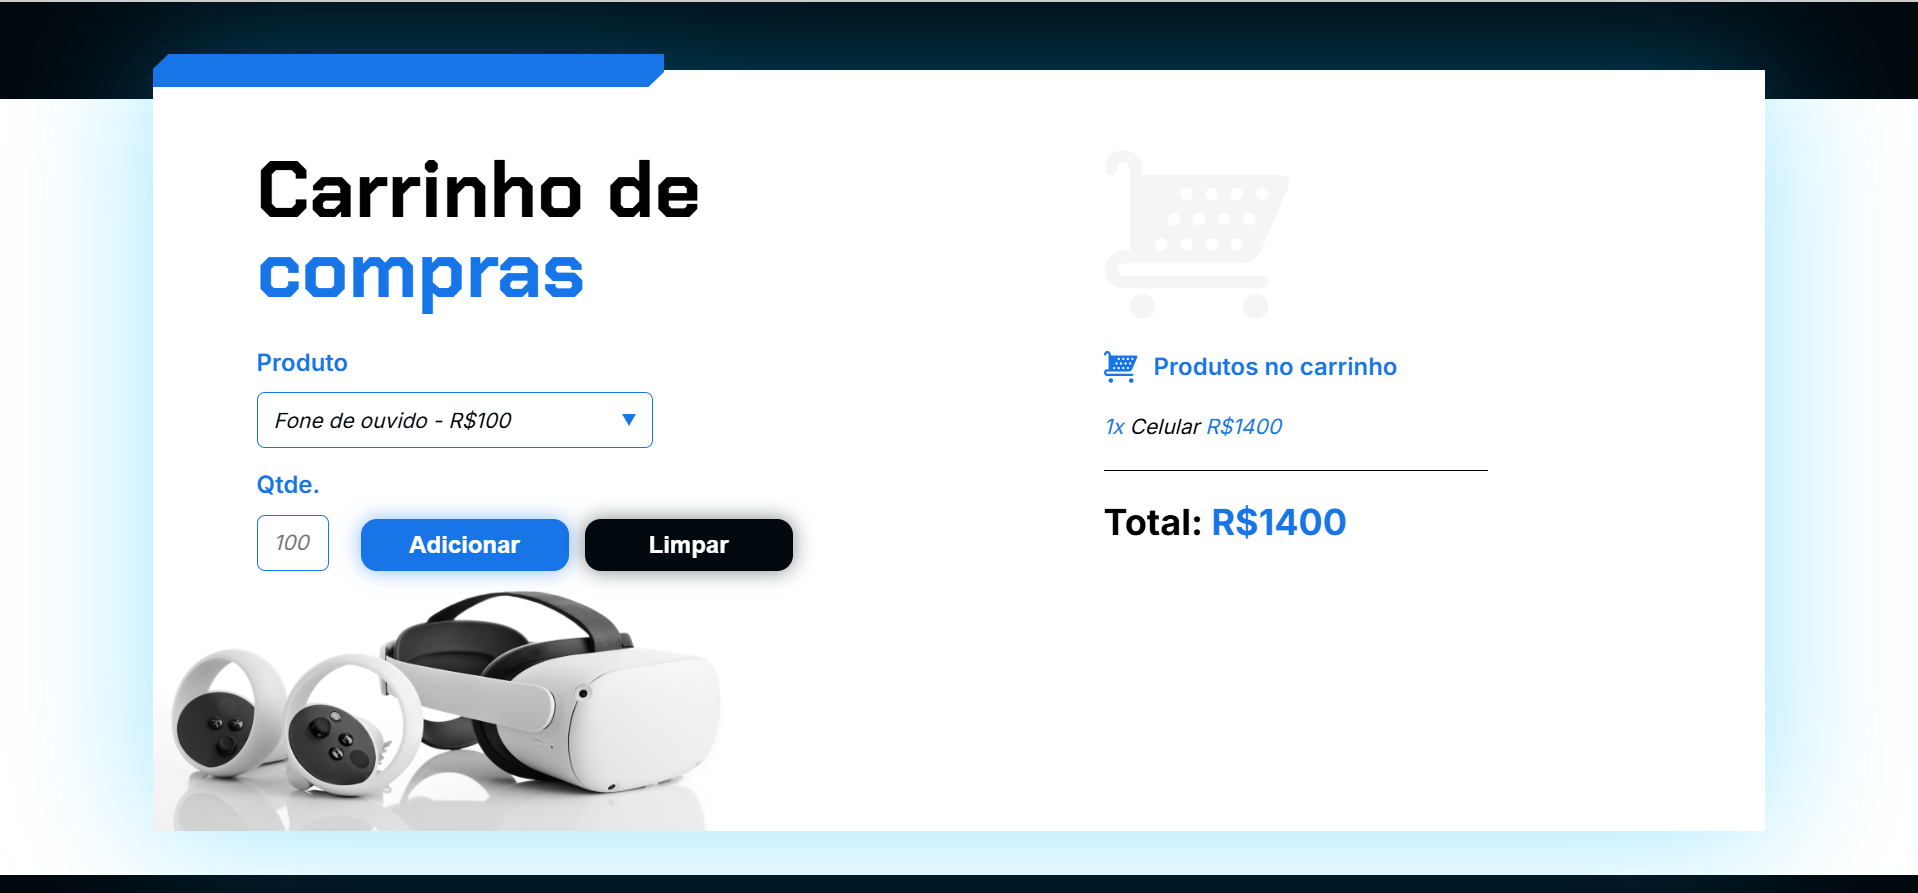 Carrinho de
compras
Produto
Fone de ouvido - R$100
Qtde.
100
Adicionar
Limpar
Produtos no carrinho
1x Celular R$1400
Total: R$1400